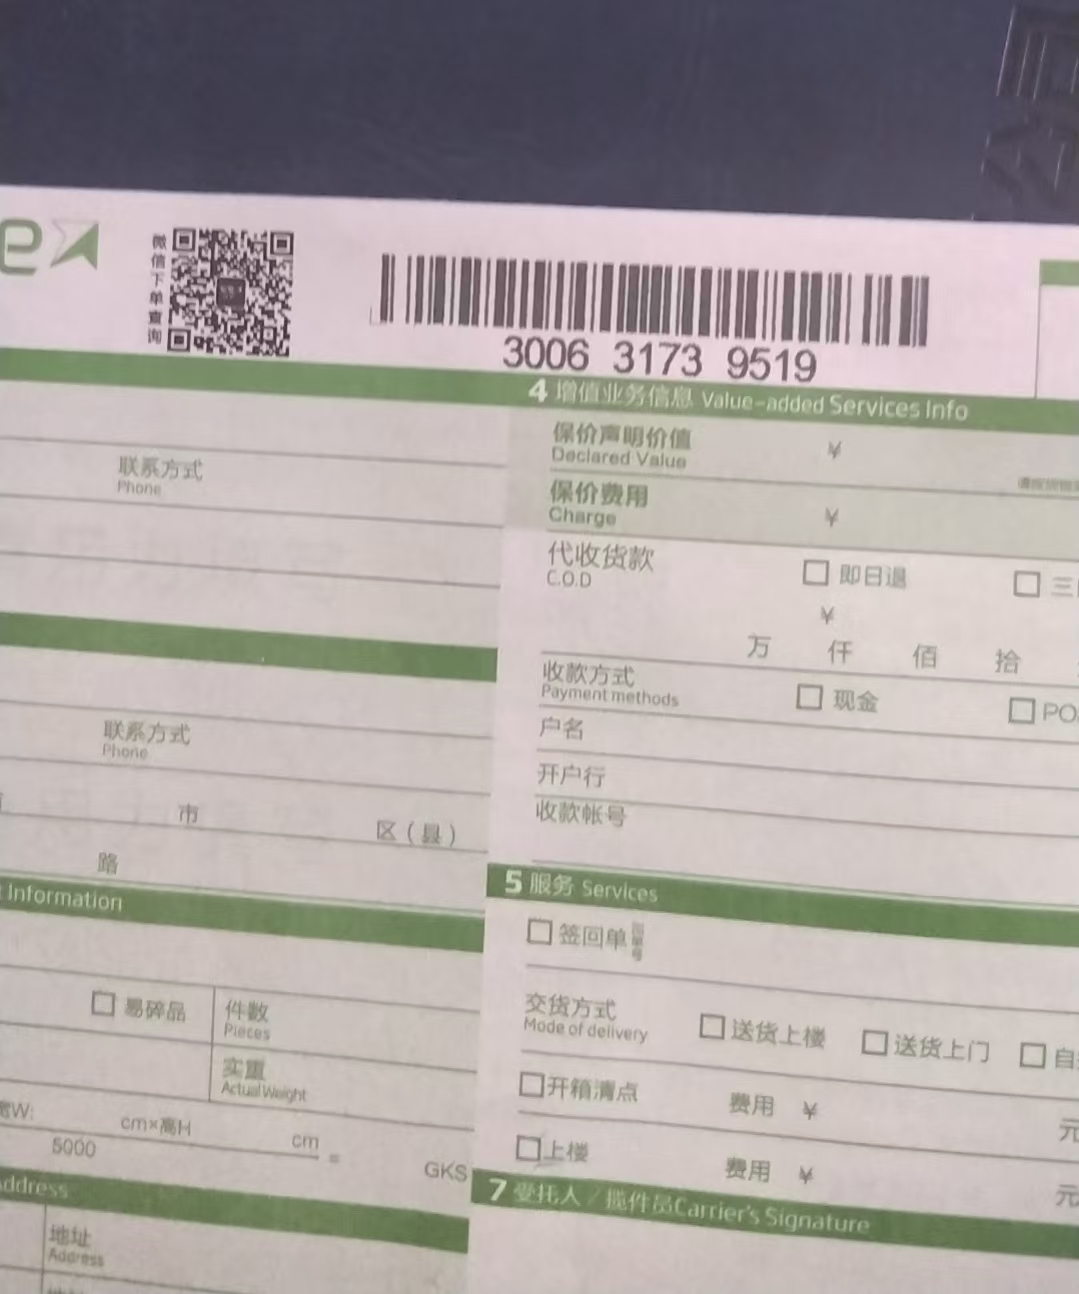 微信下单查询
3006 3173 9519
4 增值业务信息 Value-added Services Info
保价声明价值
Declared Value
¥
保价费用
Charge
¥
联系方式
Phone
代收货款
C.O.D
即日退
三
¥
万 仟 佰 拾
收款方式
Payment methods
现金
PO
户名
开户行
收款帐号
联系方式
Phone
市 区（县）
路
Information
5 服务 Services
签回单
易碎品
件数
Pieces
实重
Actual Weight
交货方式
Mode of delivery
送货上楼
送货上门
自
开箱清点 费用 ¥ 元
宽W: cm×高H cm
5000
=
GKS
上楼 费用 ¥ 元
7 受托人／揽件员Carrier's Signature
Address
地址
Address